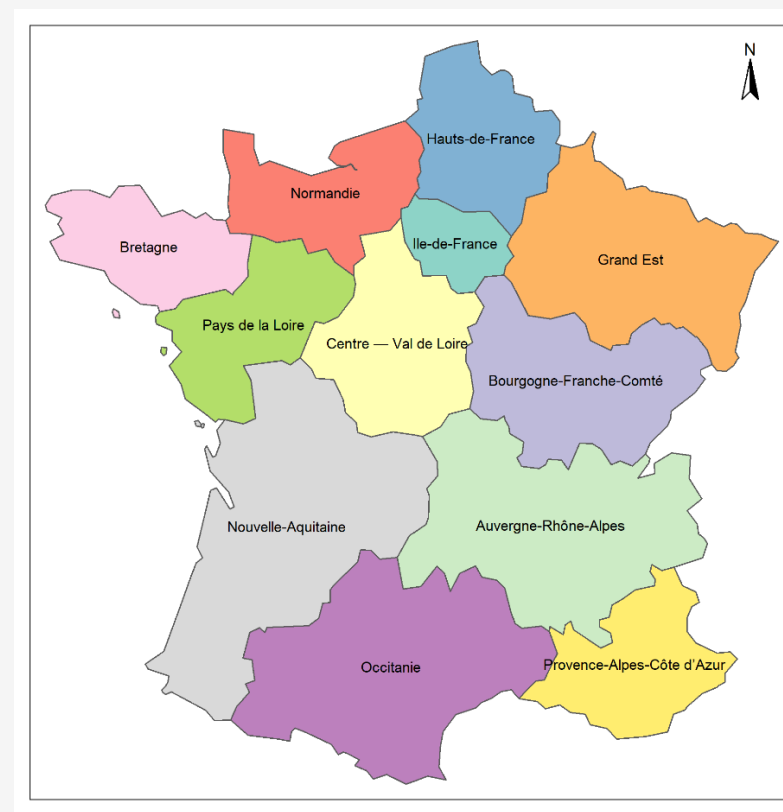 N
Hauts-de-France
Normandie
Bretagne
Ile-de-France
Grand Est
Pays de la Loire
Centre — Val de Loire
Bourgogne-Franche-Comté
Nouvelle-Aquitaine
Auvergne-Rhône-Alpes
Occitanie
Provence-Alpes-Côte d'Azur